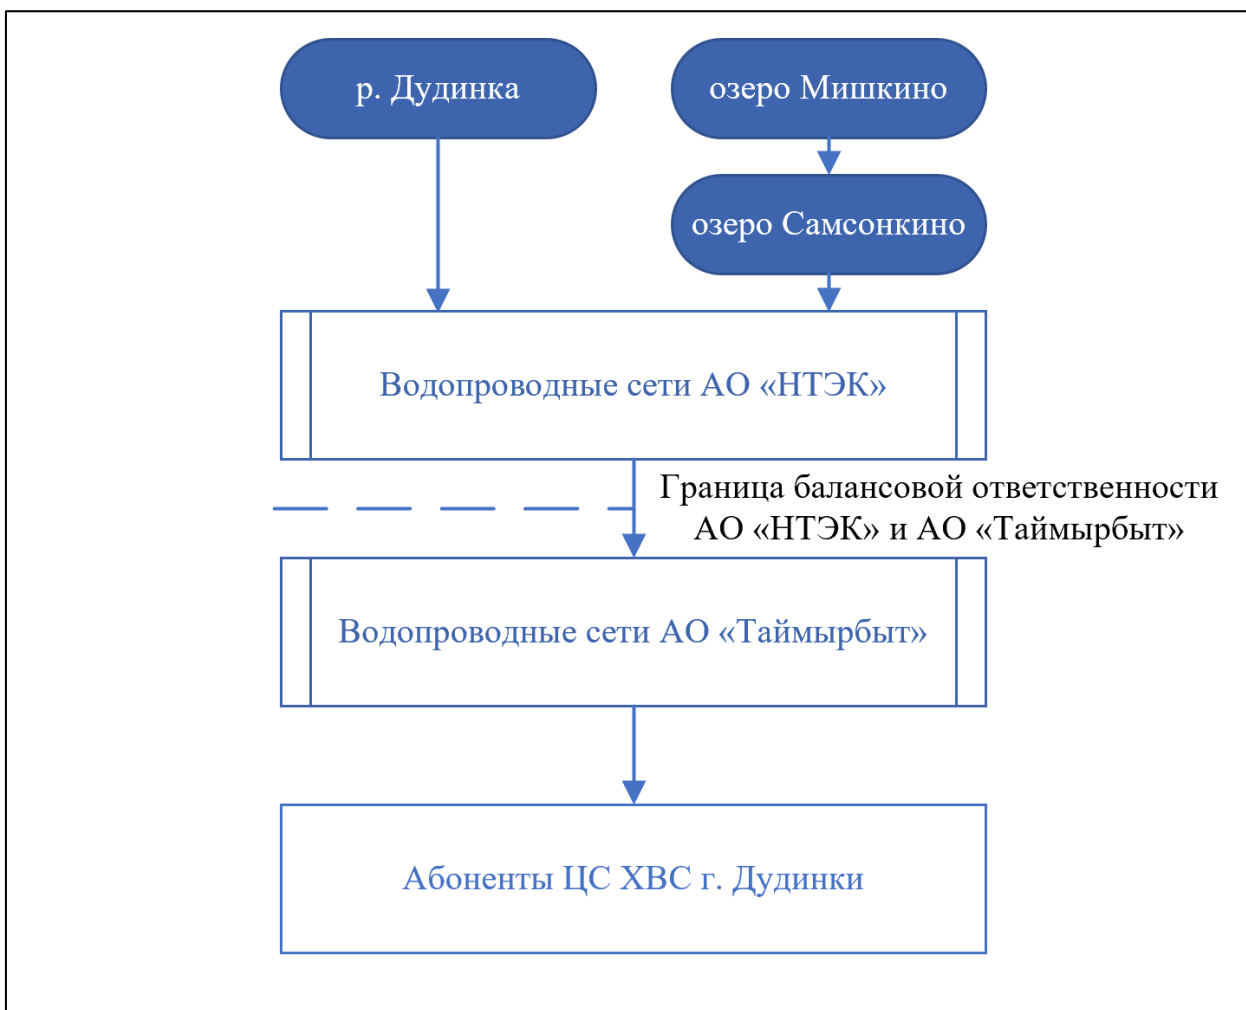 р. Дудинка
озеро Мишкино
озеро Самсонкино
Водопроводные сети АО «НТЭК»
Граница балансовой ответственности
АО «НТЭК» и АО «Таймырбыт»
Водопроводные сети АО «Таймырбыт»
Абоненты ЦС ХВС г. Дудинки